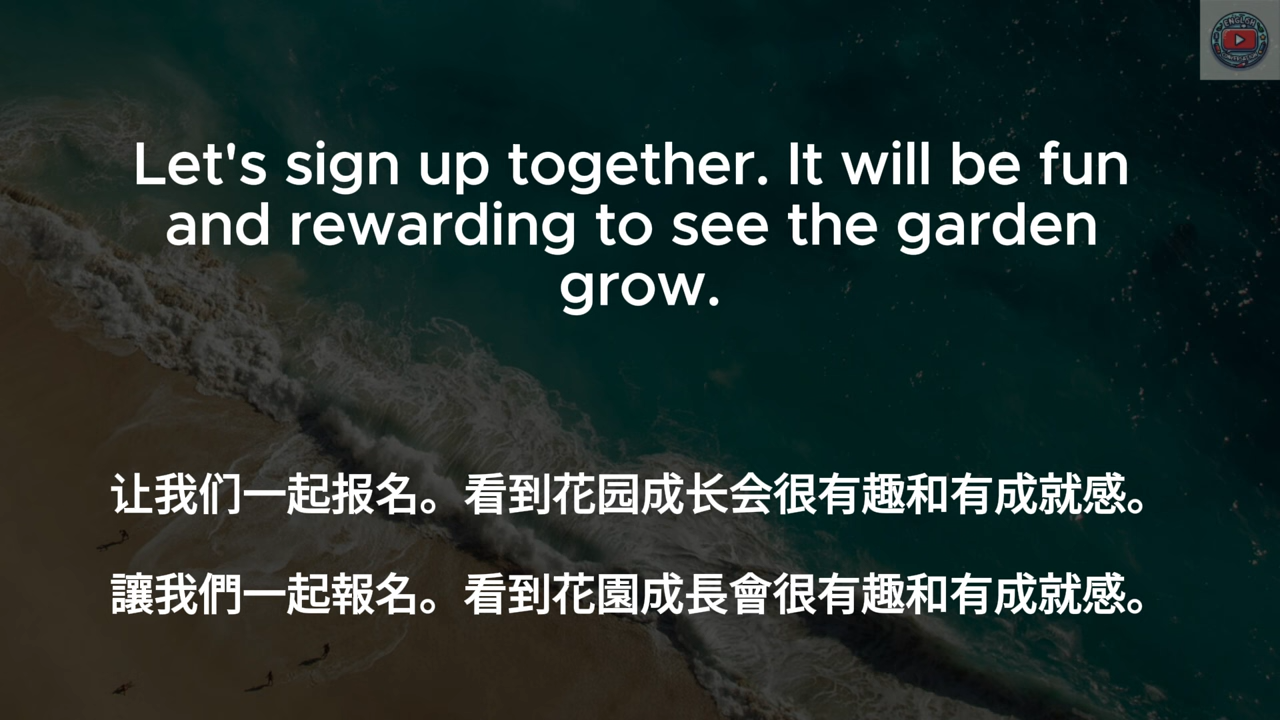 Let's sign up together. It will be fun
and rewarding to see the garden
grow.
让我们一起报名。看到花园成长会很有趣和有成就感。
讓我們一起報名。看到花園成長會很有趣和有成就感。